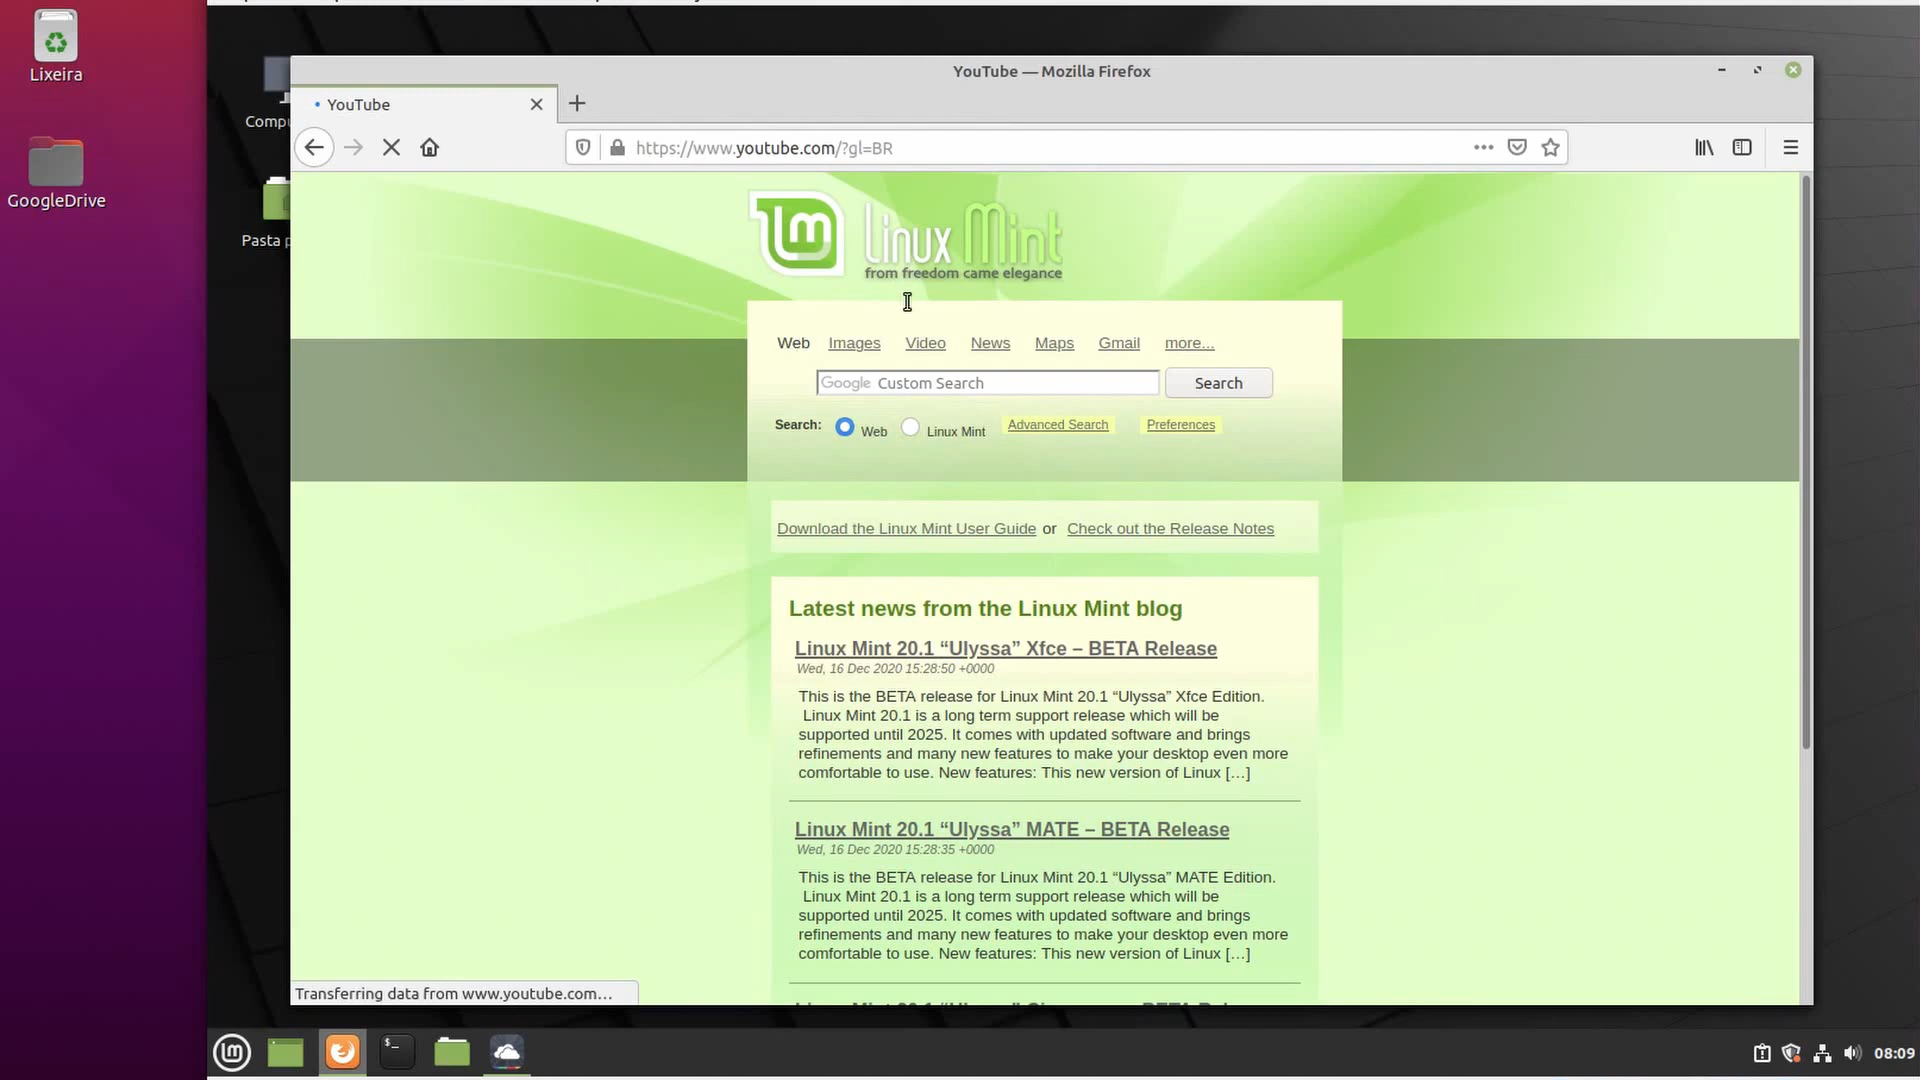 Lixeira
GoogleDrive
Compu
Pasta p
YouTube — Mozilla Firefox
YouTube
https://www.youtube.com/?gl=BR
Linux Mint
from freedom came elegance
Web Images Video News Maps Gmail more...
Google Custom Search Search
Search: Web Linux Mint Advanced Search Preferences
Download the Linux Mint User Guide or Check out the Release Notes
Latest news from the Linux Mint blog
Linux Mint 20.1 “Ulyssa” Xfce – BETA Release
Wed, 16 Dec 2020 15:28:50 +0000
This is the BETA release for Linux Mint 20.1 “Ulyssa” Xfce Edition.
Linux Mint 20.1 is a long term support release which will be
supported until 2025. It comes with updated software and brings
refinements and many new features to make your desktop even more
comfortable to use. New features: This new version of Linux […]
Linux Mint 20.1 “Ulyssa” MATE – BETA Release
Wed, 16 Dec 2020 15:28:35 +0000
This is the BETA release for Linux Mint 20.1 “Ulyssa” MATE Edition.
Linux Mint 20.1 is a long term support release which will be
supported until 2025. It comes with updated software and brings
refinements and many new features to make your desktop even more
comfortable to use. New features: This new version of Linux […]
Transferring data from www.youtube.com…
08:09